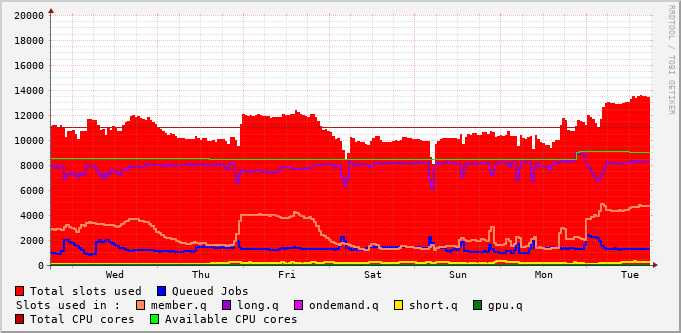 20000
18000
16000
14000
12000
10000
8000
6000
4000
2000
0
Wed Thu Fri Sat Sun Mon Tue
RRDTOOL / TOBI OETIKER
Total slots used Queued Jobs
Slots used in : member.q long.q ondemand.q short.q gpu.q
Total CPU cores Available CPU cores